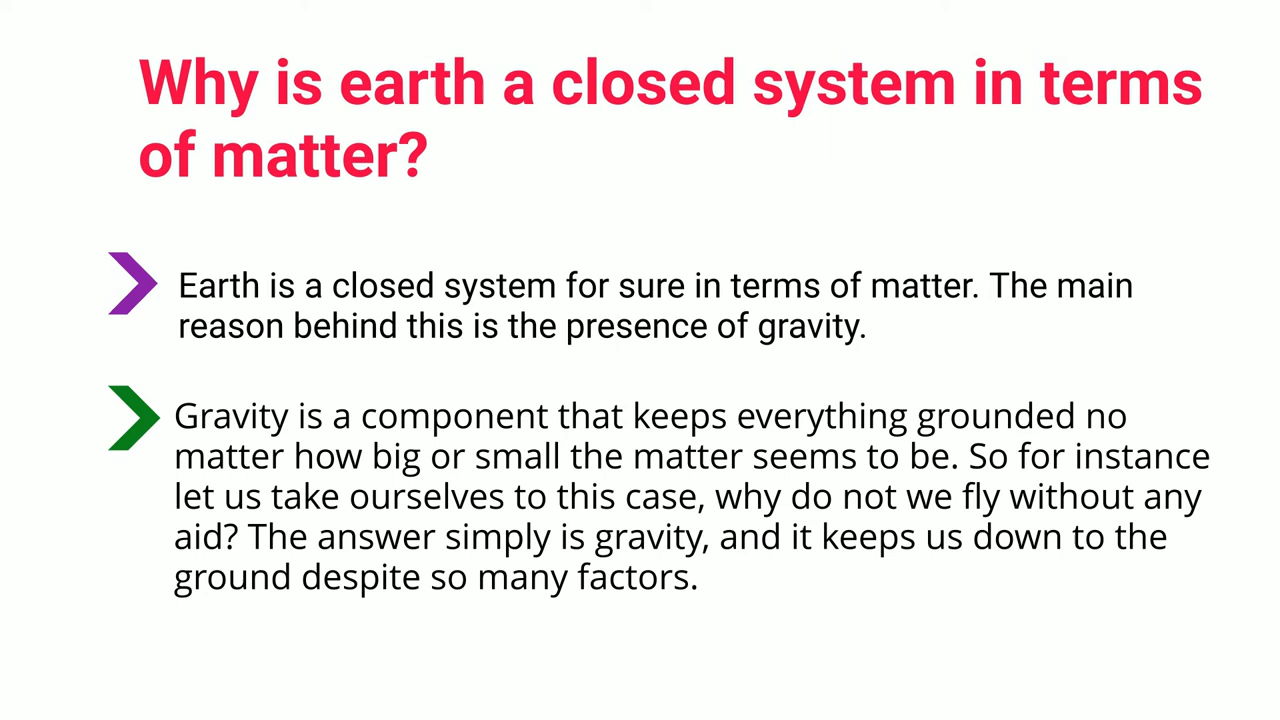 Why is earth a closed system in terms
of matter?
Earth is a closed system for sure in terms of matter. The main
reason behind this is the presence of gravity.
Gravity is a component that keeps everything grounded no
matter how big or small the matter seems to be. So for instance
let us take ourselves to this case, why do not we fly without any
aid? The answer simply is gravity, and it keeps us down to the
ground despite so many factors.